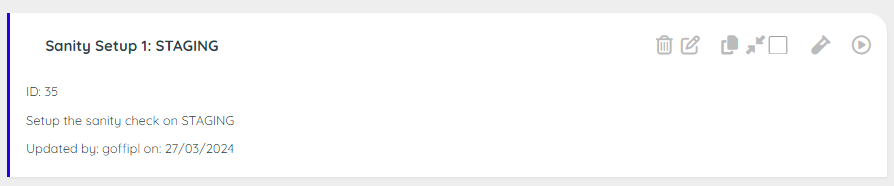 Sanity Setup 1: STAGING
ID: 35
Setup the sanity check on STAGING
Updated by: goffipl on: 27/03/2024